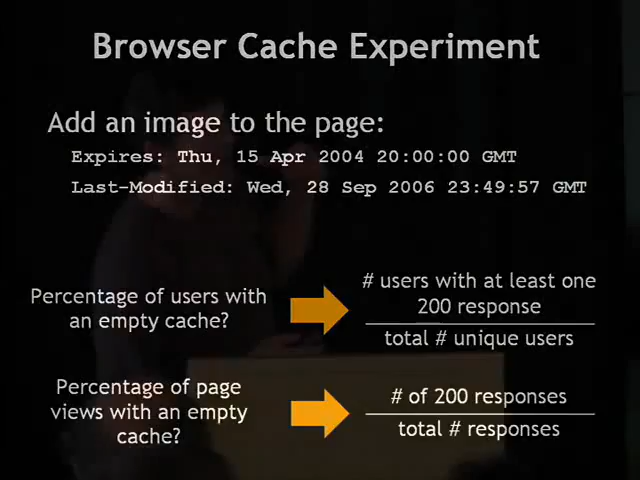 Browser Cache Experiment
Add an image to the page:
Expires: Thu, 15 Apr 2004 20:00:00 GMT
Last-Modified: Wed, 28 Sep 2006 23:49:57 GMT
Percentage of users with
an empty cache?
# users with at least one
200 response
total # unique users
Percentage of page
views with an empty
cache?
# of 200 responses
total # responses